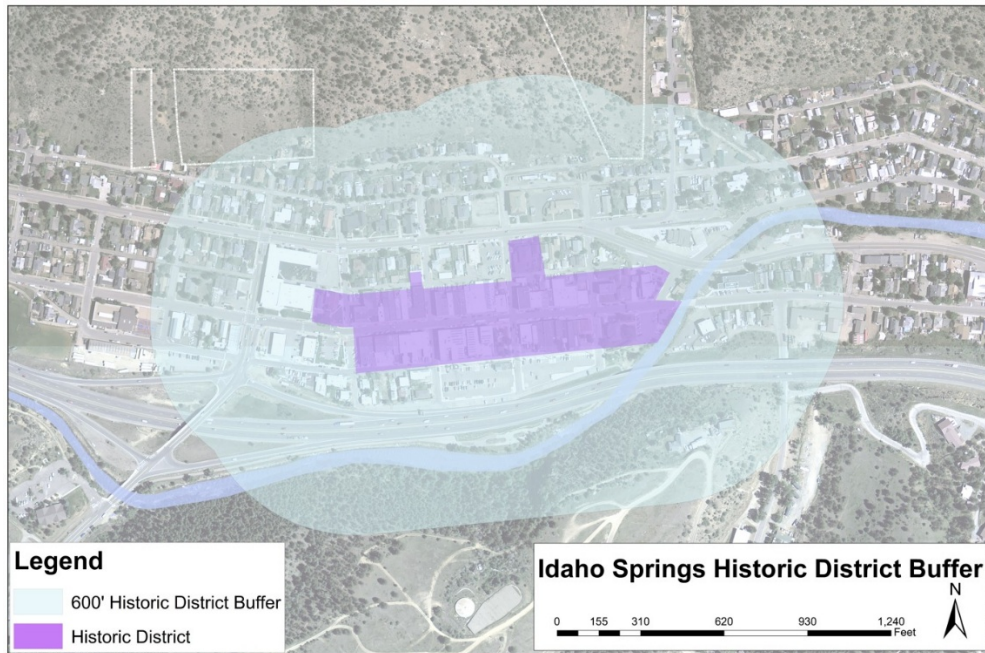 Legend
600' Historic District Buffer
Historic District
Idaho Springs Historic District Buffer
N
0 155 310 620 930 1,240
Feet